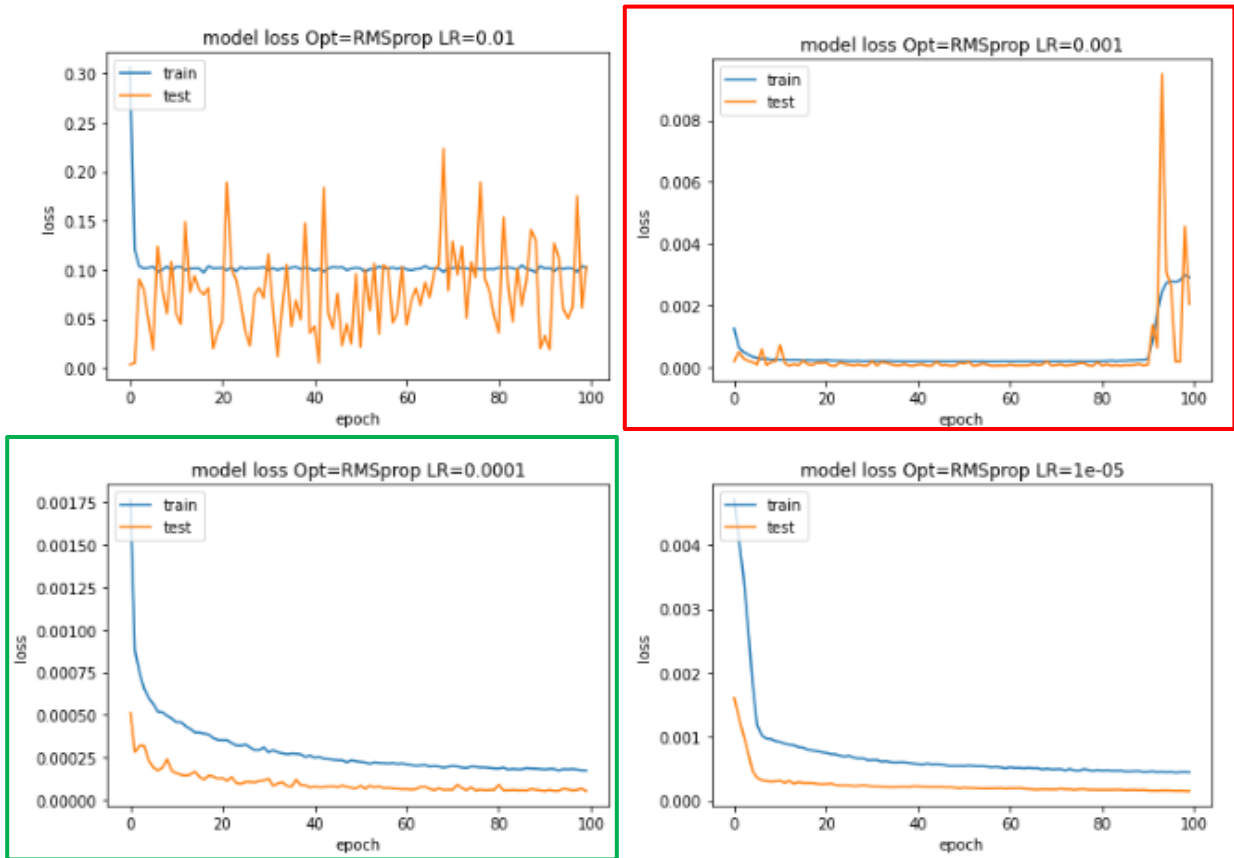 model loss Opt=RMSprop LR=0.01
train
test
0.30
0.25
0.20
0.15
0.10
0.05
0.00
loss
0 20 40 60 80 100
epoch
model loss Opt=RMSprop LR=0.001
train
test
0.008
0.006
0.004
0.002
0.000
loss
0 20 40 60 80 100
epoch
model loss Opt=RMSprop LR=0.0001
train
test
0.00175
0.00150
0.00125
0.00100
0.00075
0.00050
0.00025
0.00000
loss
0 20 40 60 80 100
epoch
model loss Opt=RMSprop LR=1e-05
train
test
0.004
0.003
0.002
0.001
0.000
loss
0 20 40 60 80 100
epoch